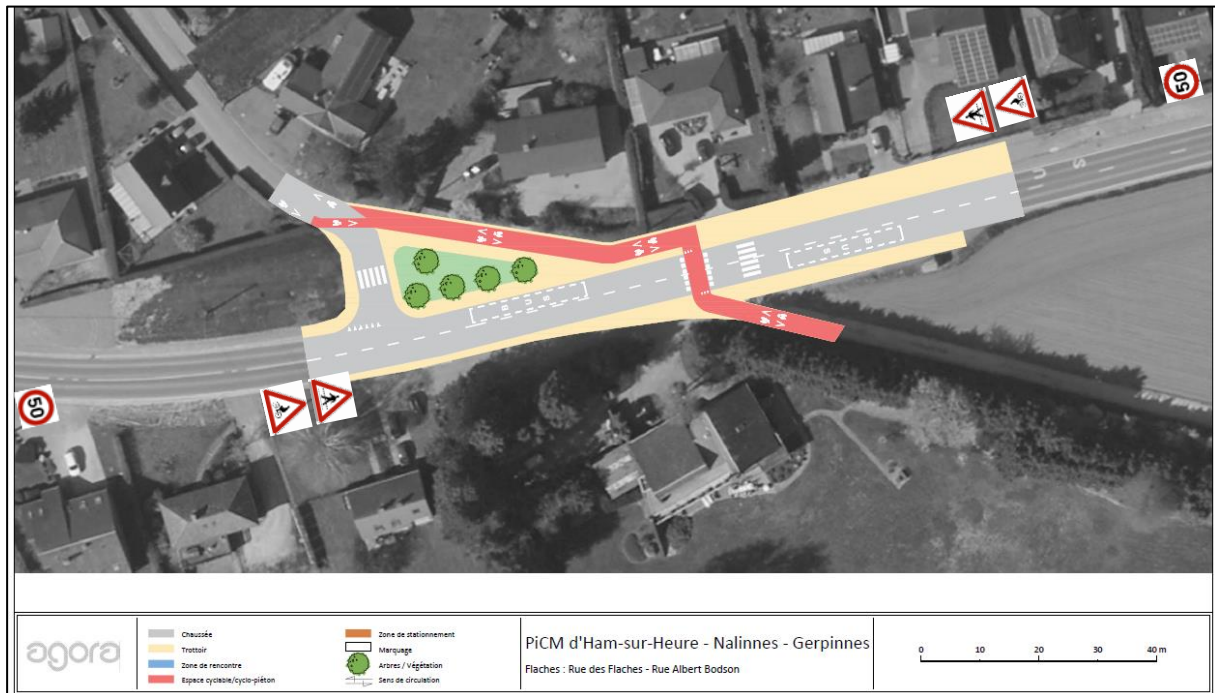 50
50
U S
BUS
BUS
agora
Chaussée
Trottoir
Zone de rencontre
Espace cyclable/cyclo-piéton
Zone de stationnement
Marquage
Arbres / Végétation
Sens de circulation
PiCM d'Ham-sur-Heure - Nalinnes - Gerpinnes
Flaches : Rue des Flaches - Rue Albert Bodson
0 10 20 30 40 m